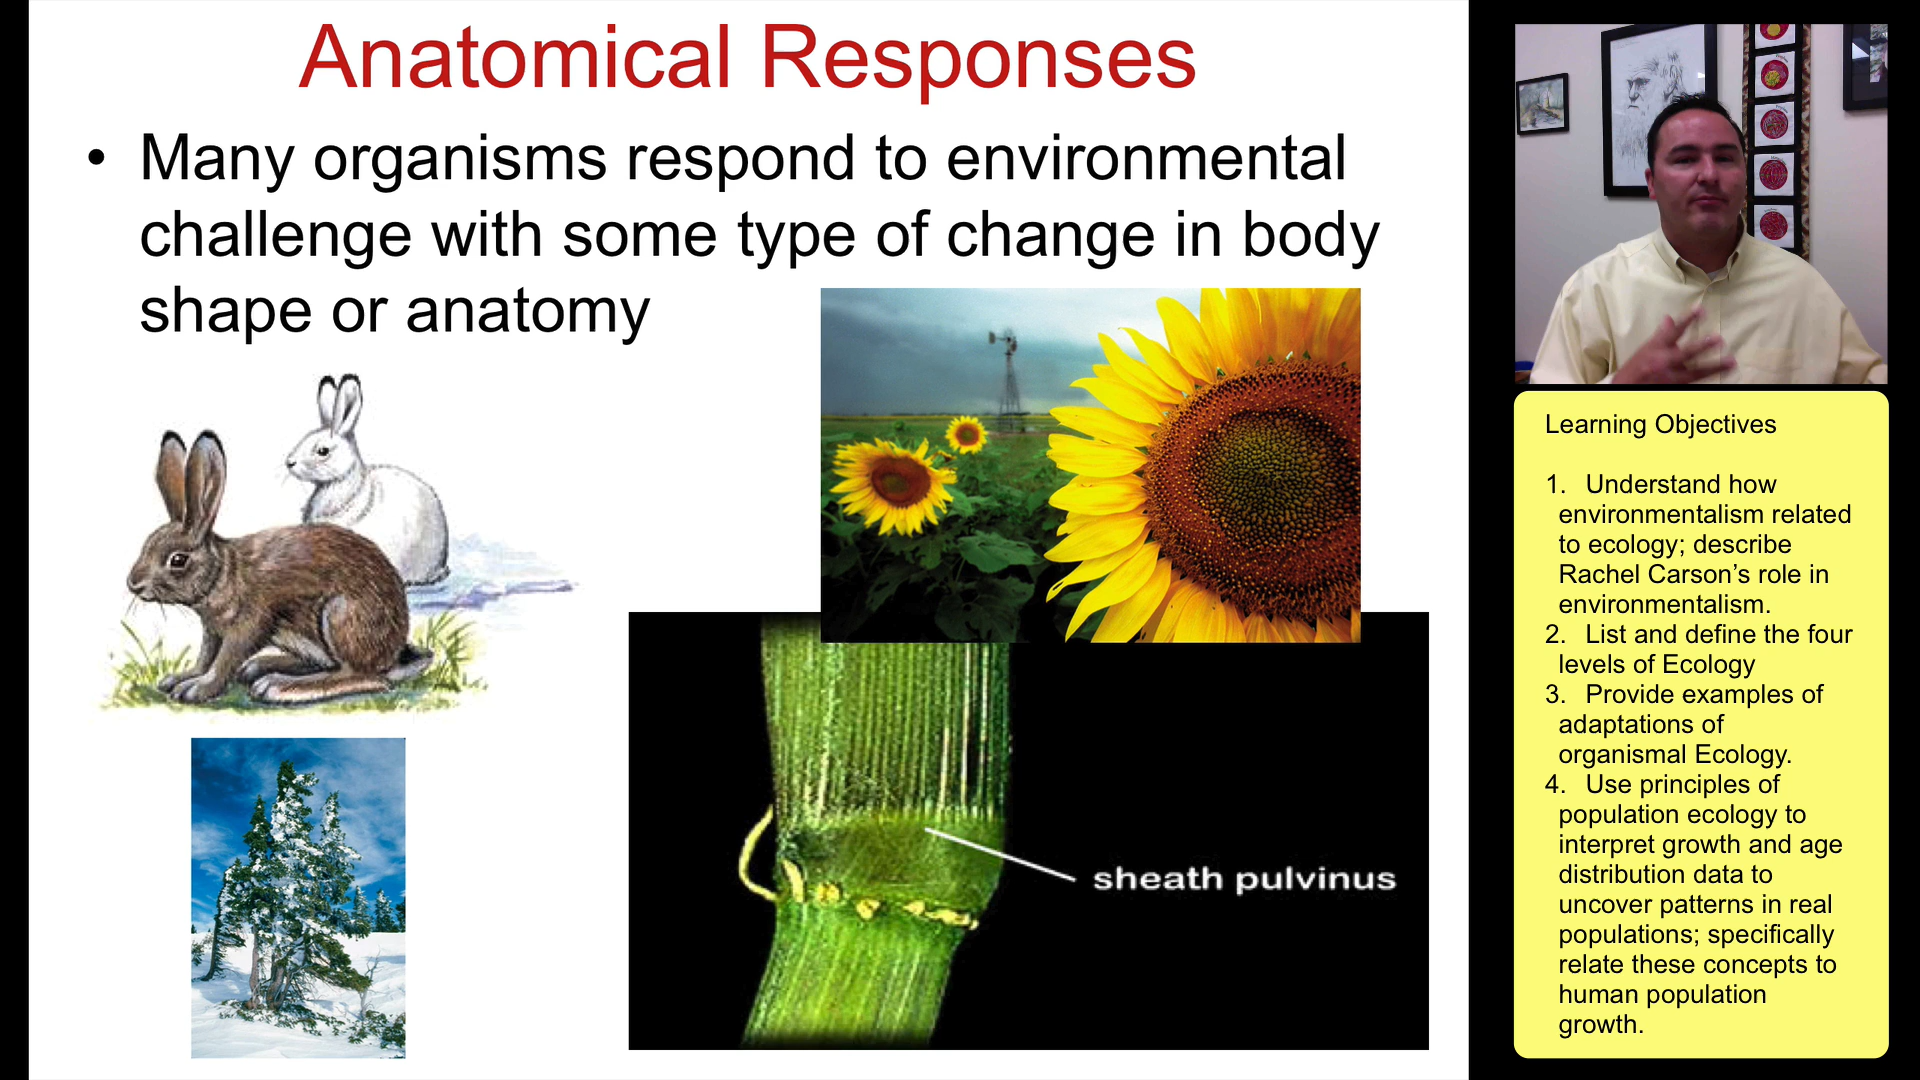 Anatomical Responses
• Many organisms respond to environmental
challenge with some type of change in body
shape or anatomy
sheath pulvinus
Learning Objectives
1. Understand how
environmentalism related
to ecology; describe
Rachel Carson’s role in
environmentalism.
2. List and define the four
levels of Ecology
3. Provide examples of
adaptations of
organismal Ecology.
4. Use principles of
population ecology to
interpret growth and age
distribution data to
uncover patterns in real
populations; specifically
relate these concepts to
human population
growth.